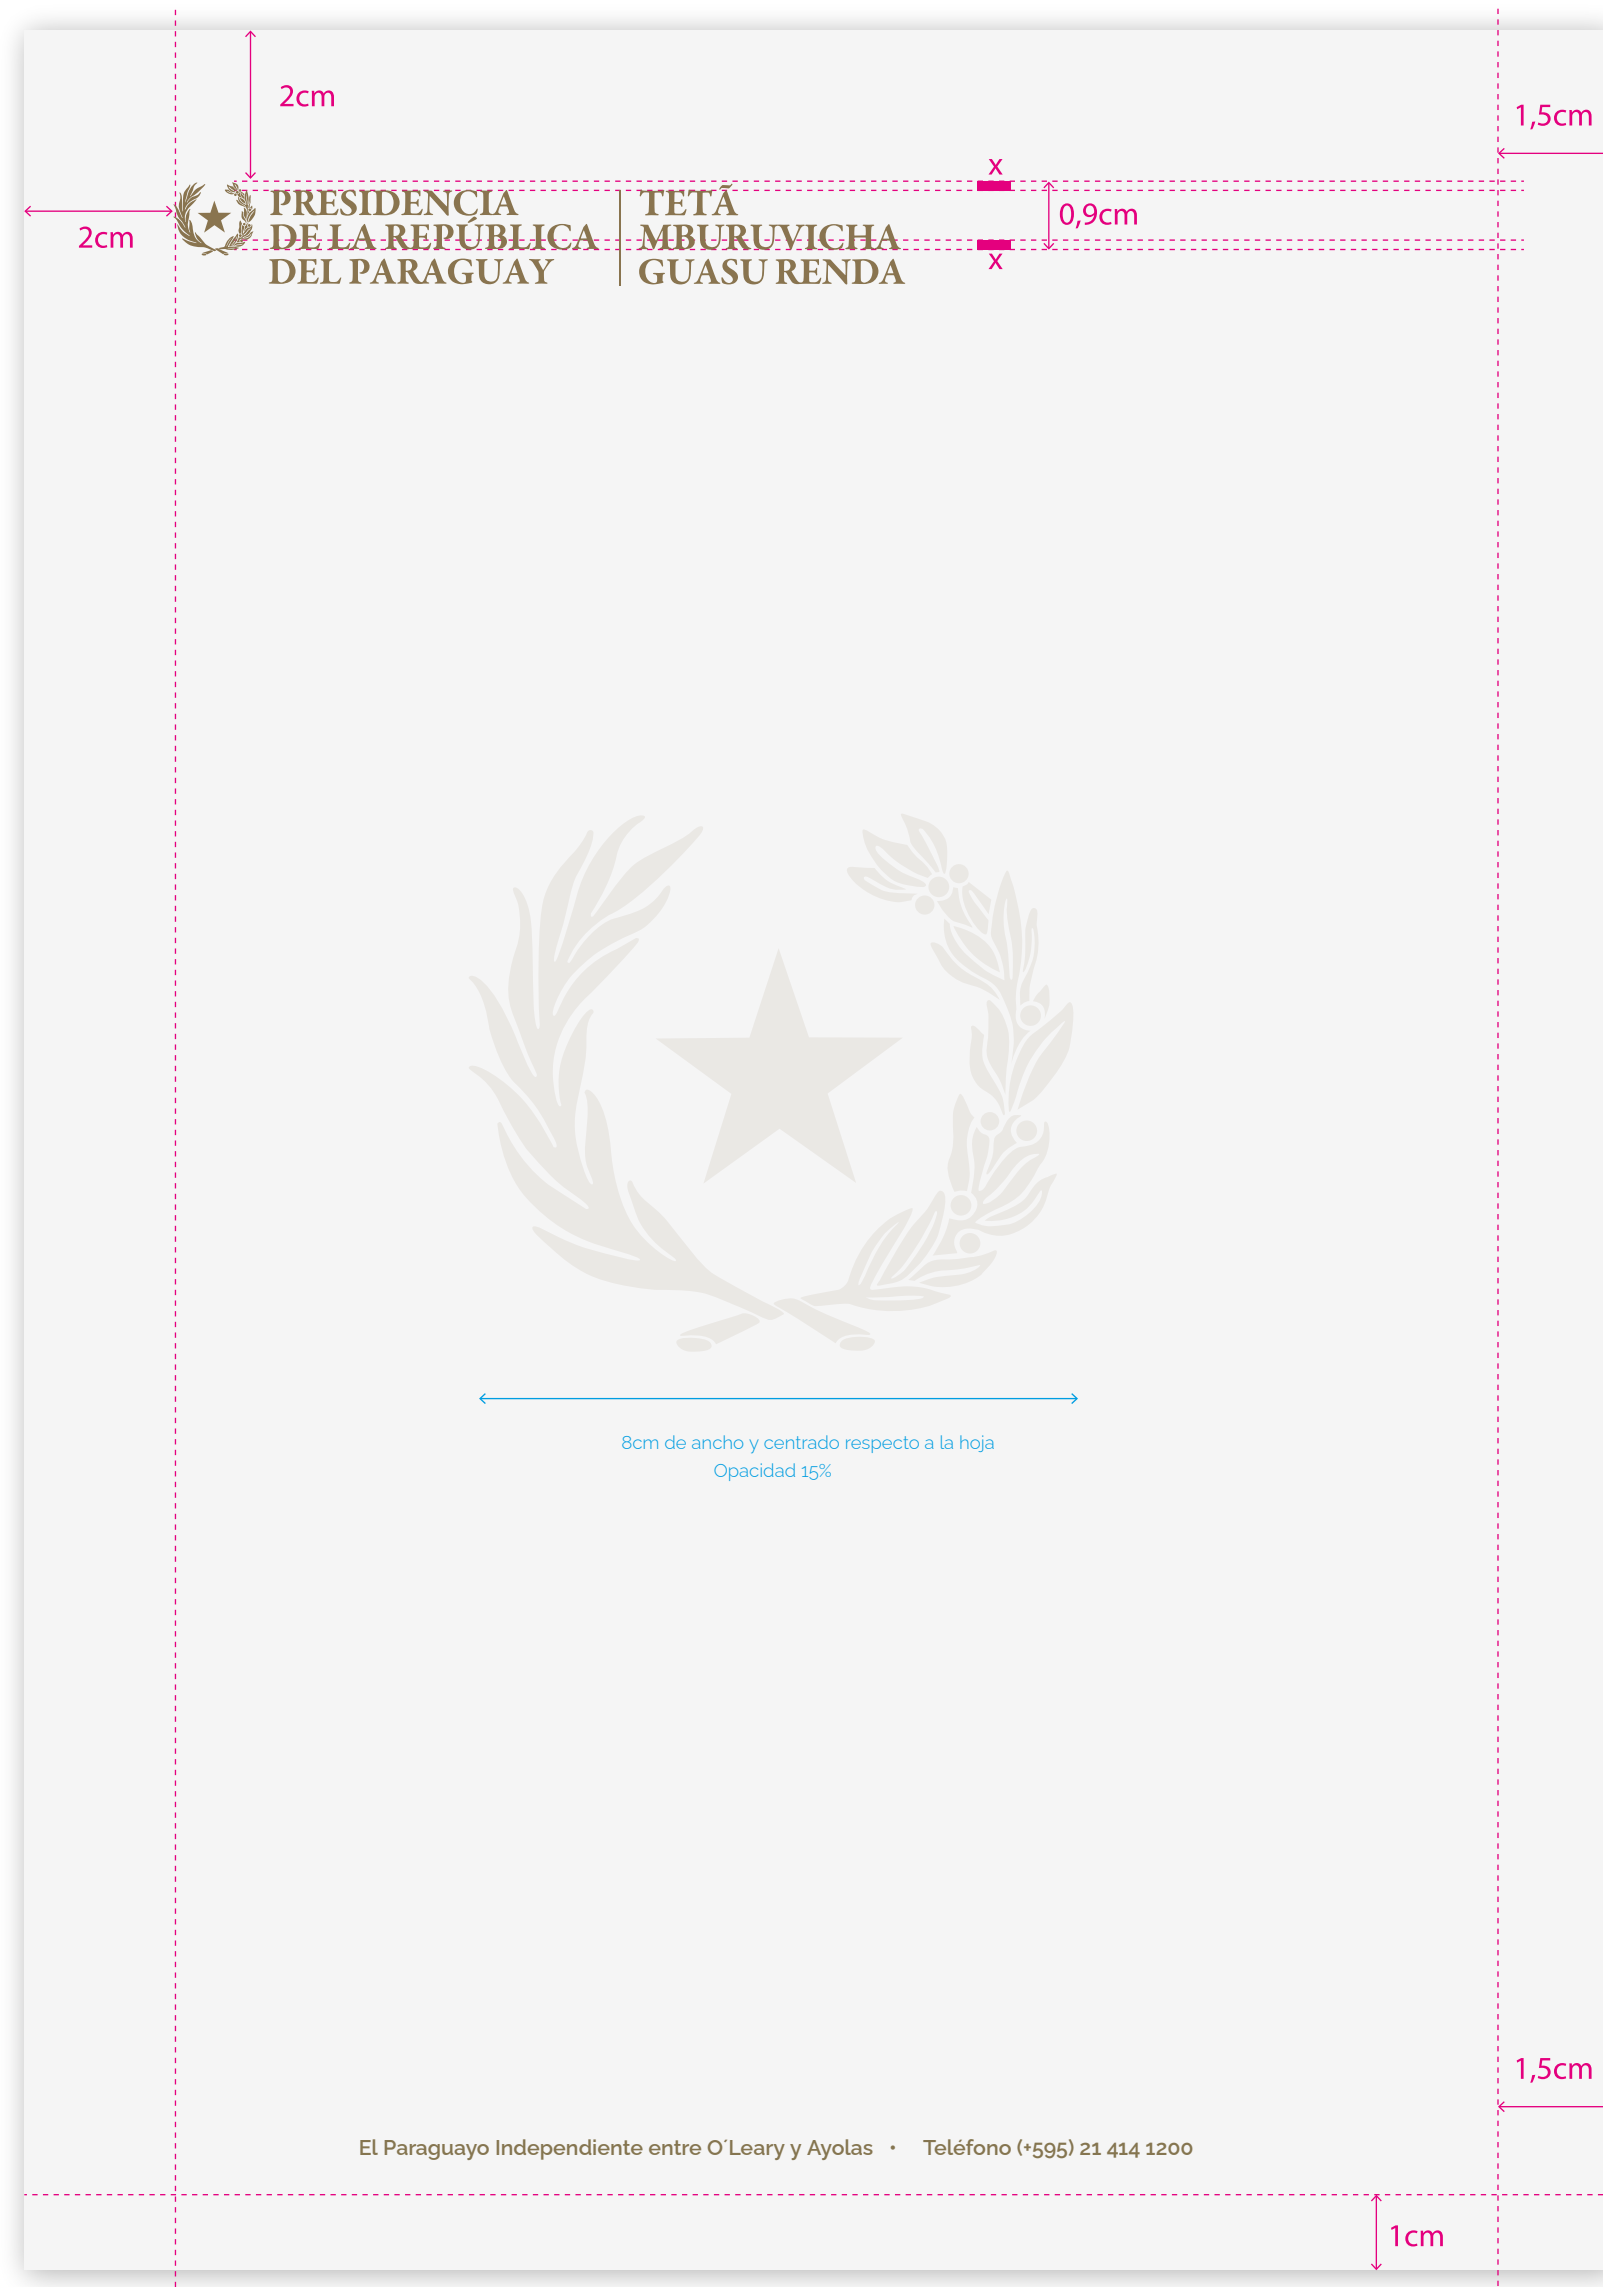 2cm
1,5cm
x
PRESIDENCIA
DE LA REPÚBLICA
DEL PARAGUAY
TETÃ
MBURUVICHA
GUASU RENDA
0,9cm
2cm
x
8cm de ancho y centrado respecto a la hoja
Opacidad 15%
1,5cm
El Paraguayo Independiente entre O´Leary y Ayolas • Teléfono (+595) 21 414 1200
1cm